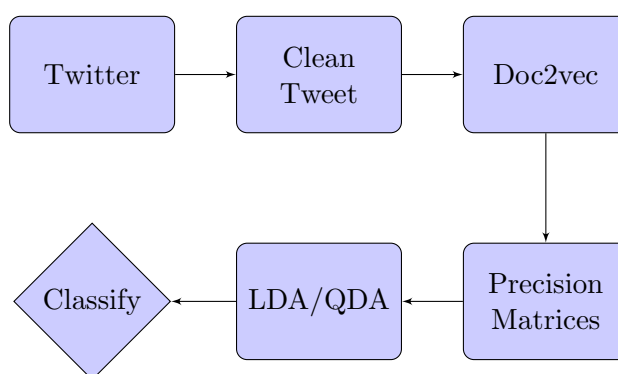 Twitter
Clean
Tweet
Doc2vec
Classify
LDA/QDA
Precision
Matrices